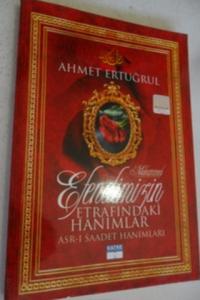 AHMET ERTUĞRUL
Efendimizin
ETRAFINDAKİ
HANIMLAR
ASR-I SAADET HANIMLARI